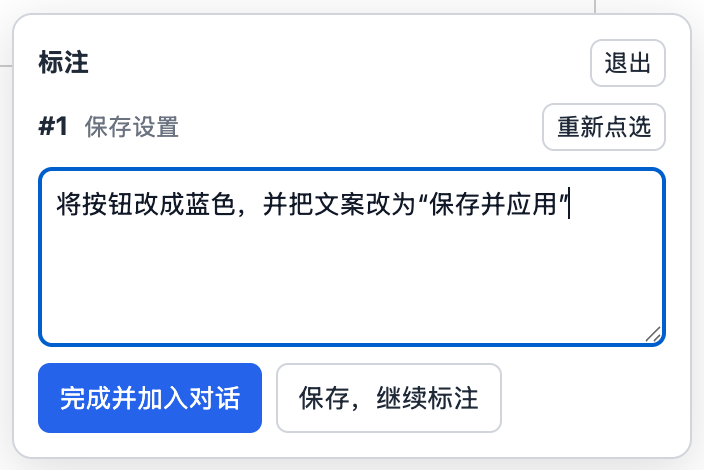 标注
退出
#1 保存设置
重新点选
将按钮改成蓝色，并把文案改为“保存并应用”
完成并加入对话
保存，继续标注